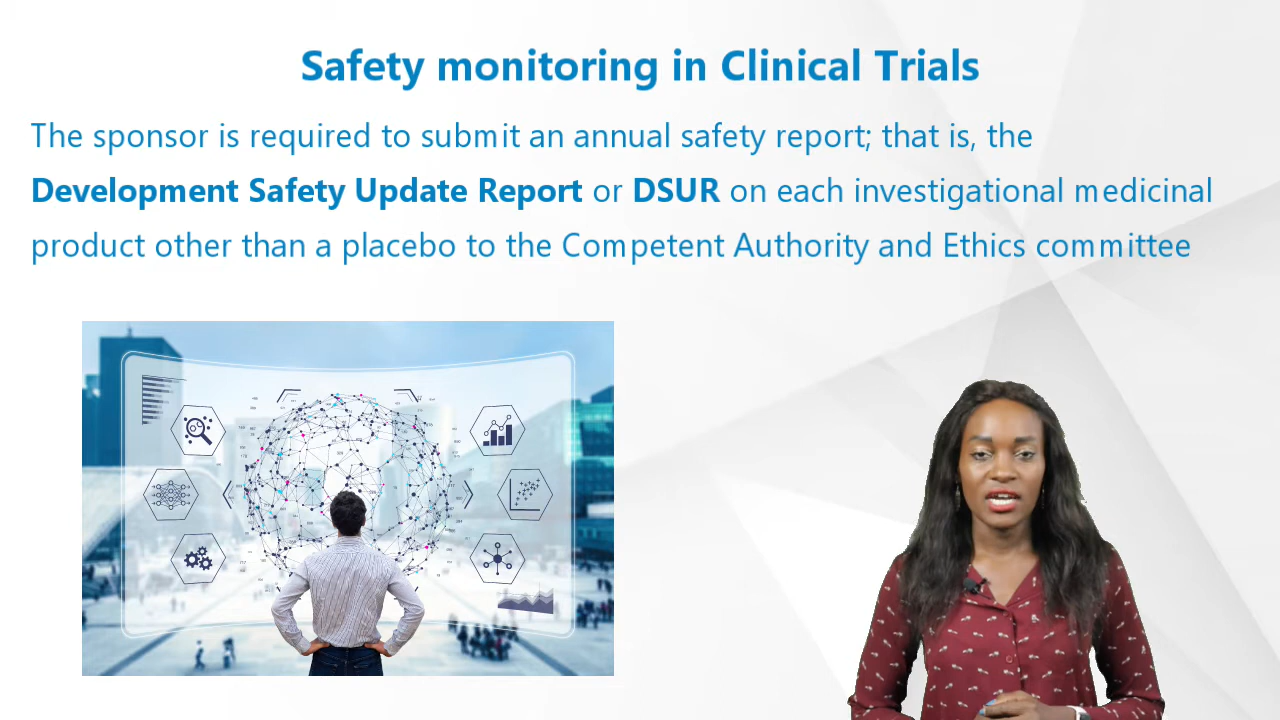 Safety monitoring in Clinical Trials
The sponsor is required to submit an annual safety report; that is, the
Development Safety Update Report or DSUR on each investigational medicinal
product other than a placebo to the Competent Authority and Ethics committee